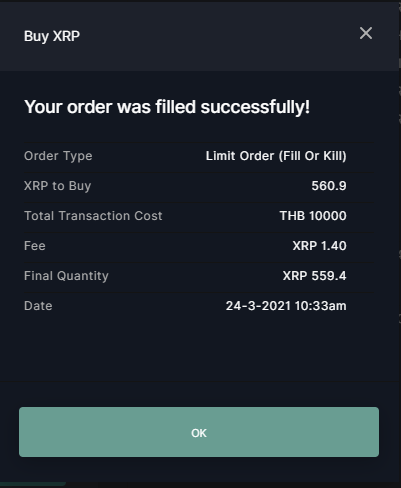 Buy XRP
Your order was filled successfully!
Order Type Limit Order (Fill Or Kill)
XRP to Buy 560.9
Total Transaction Cost THB 10000
Fee XRP 1.40
Final Quantity XRP 559.4
Date 24-3-2021 10:33am
OK